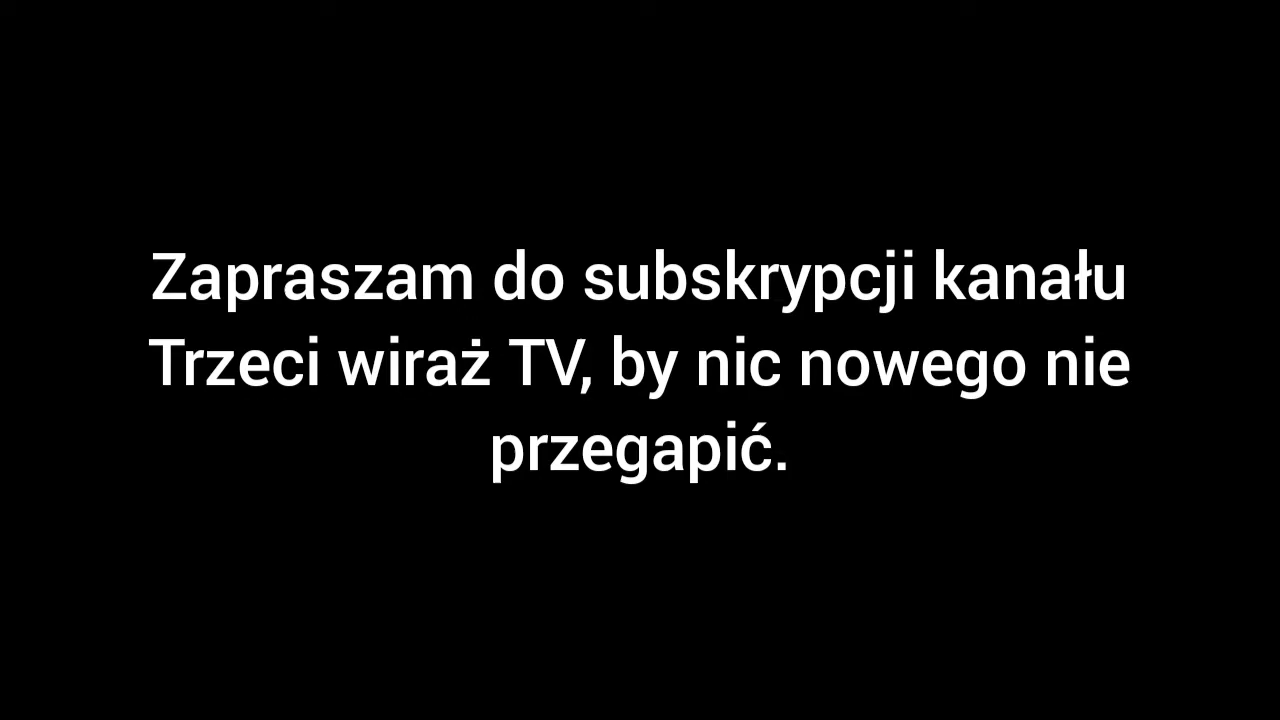 Zapraszam do subskrypcji kanału
Trzeci wiraż TV, by nic nowego nie
przegapić.